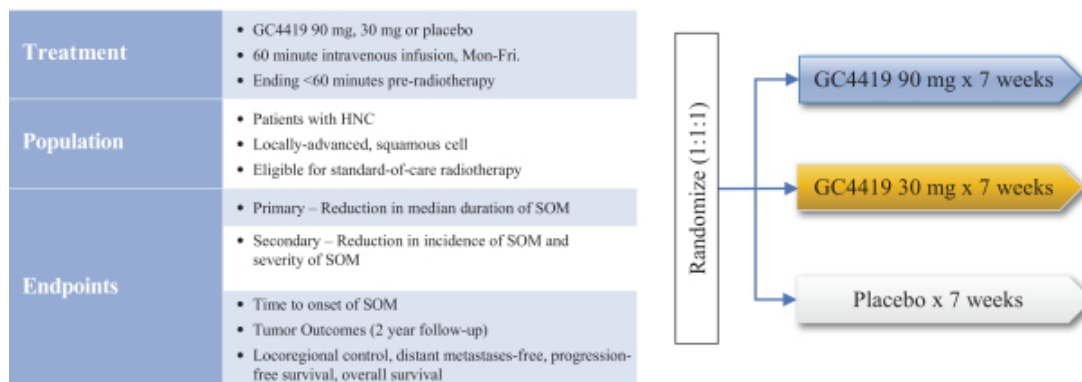 Treatment
• GC4419 90 mg, 30 mg or placebo
• 60 minute intravenous infusion, Mon-Fri.
• Ending <60 minutes pre-radiotherapy
Population
• Patients with HNC
• Locally-advanced, squamous cell
• Eligible for standard-of-care radiotherapy
Endpoints
• Primary – Reduction in median duration of SOM
• Secondary – Reduction in incidence of SOM and
severity of SOM
• Time to onset of SOM
• Tumor Outcomes (2 year follow-up)
• Locoregional control, distant metastases-free, progression-
free survival, overall survival
Randomize (1:1:1)
GC4419 90 mg x 7 weeks
GC4419 30 mg x 7 weeks
Placebo x 7 weeks